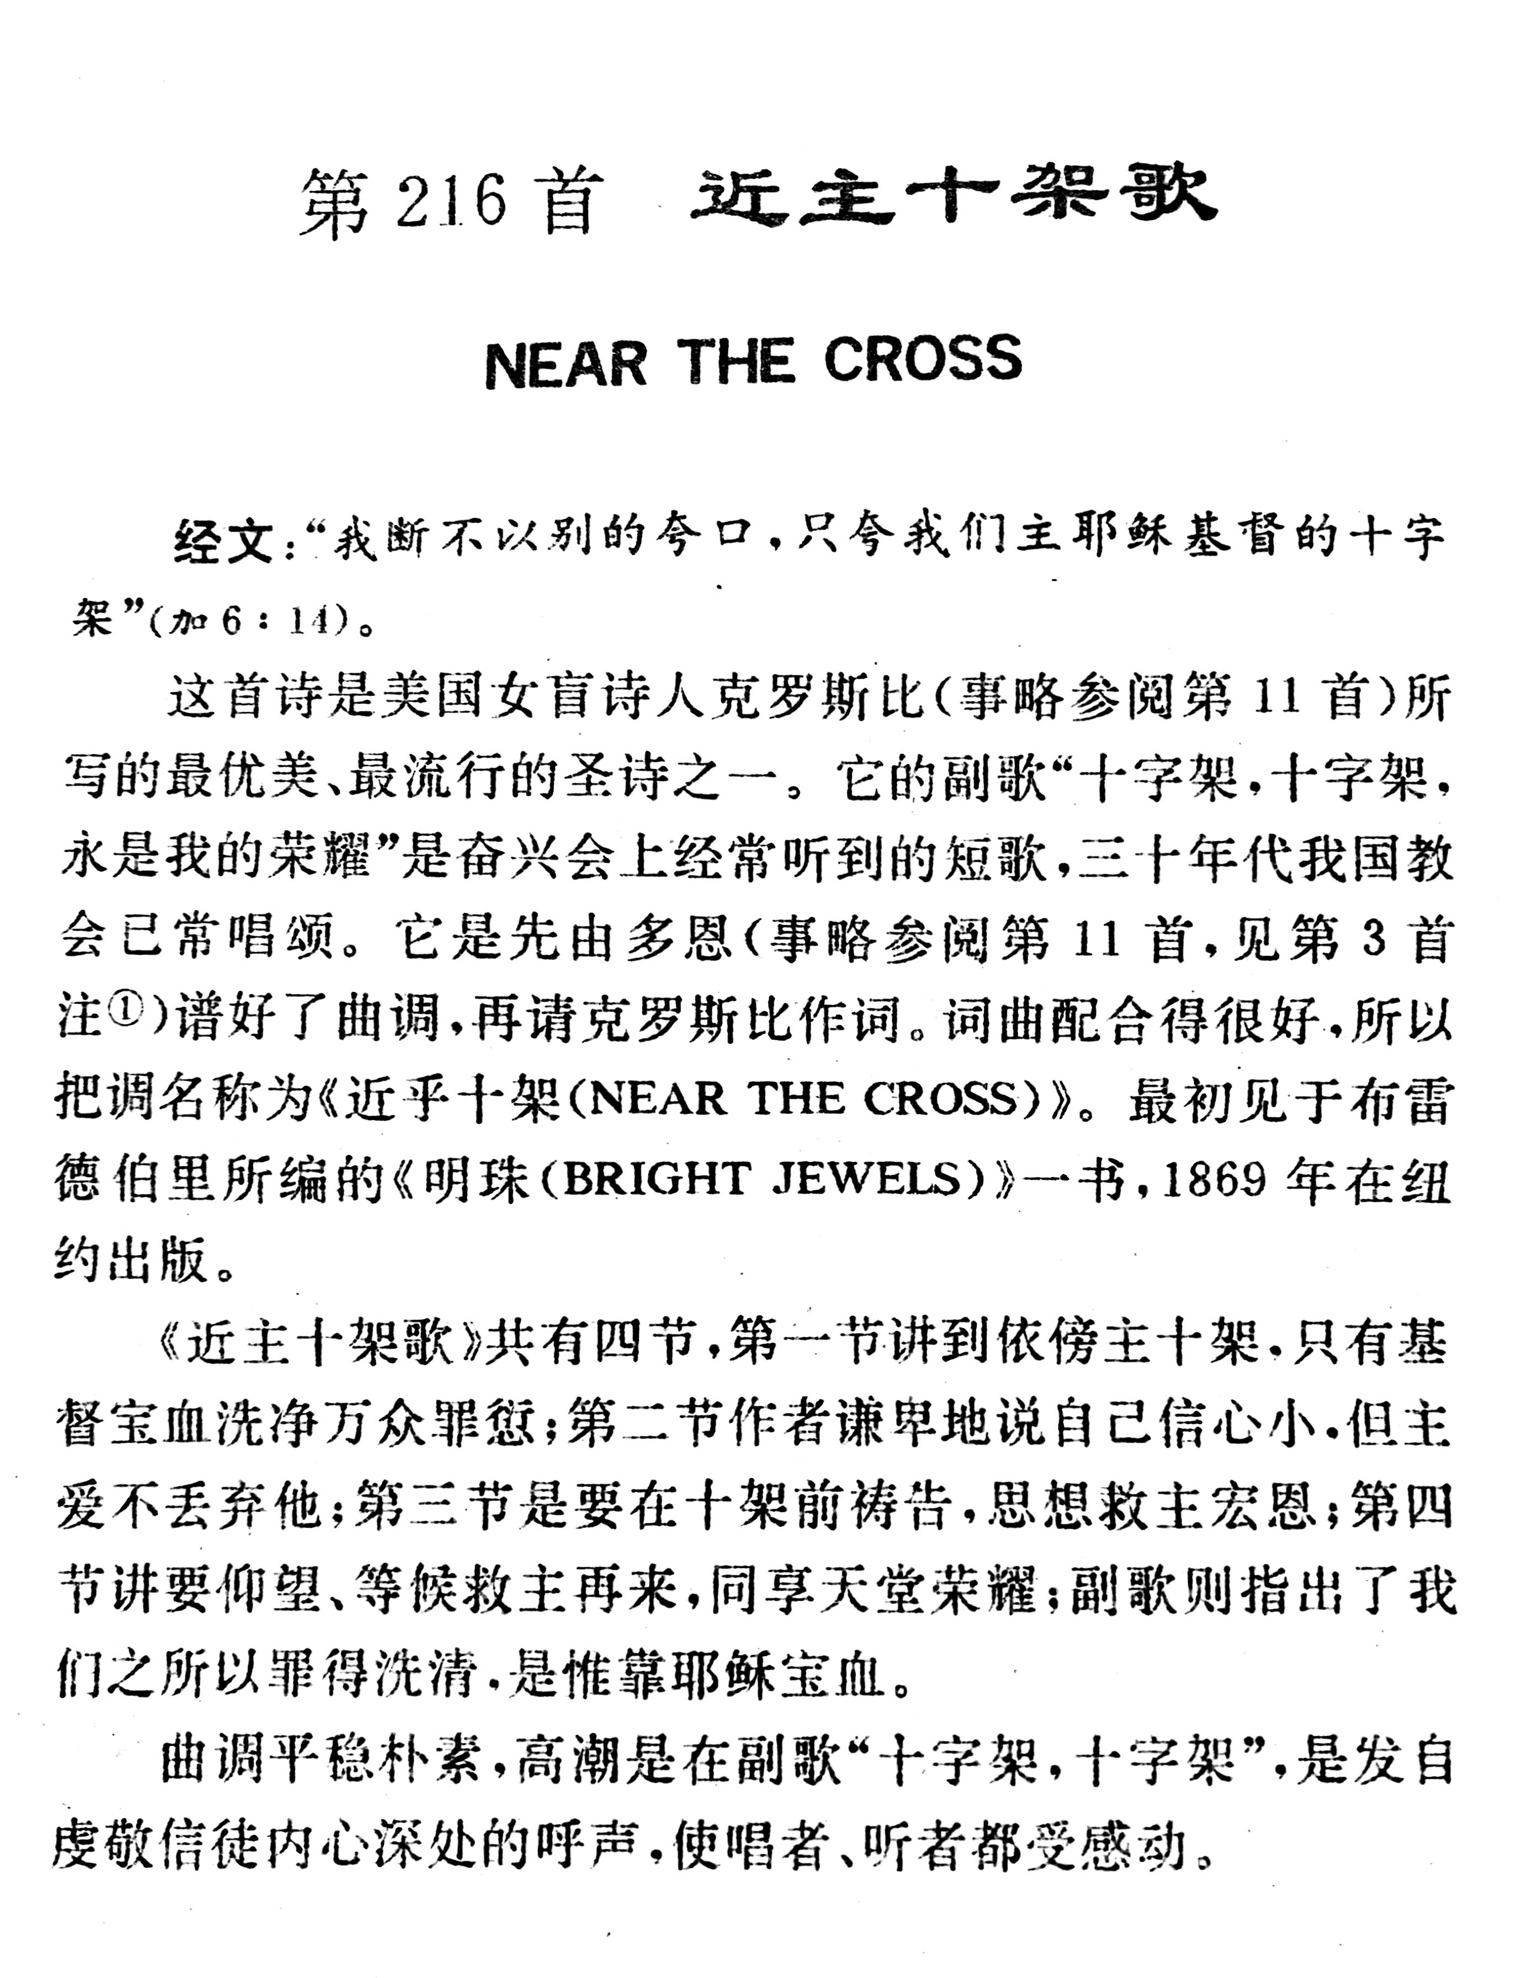 第 216 首 近主十架歌
NEAR THE CROSS
经文：“我断不以别的夸口，只夸我们主耶稣基督的十字
架”（加 6：14）。
这首诗是美国女盲诗人克罗斯比（事略参阅第 11 首）所
写的最优美、最流行的圣诗之一。它的副歌“十字架，十字架，
永是我的荣耀”是奋兴会上经常听到的短歌，三十年代我国教
会已常唱颂。它是先由多恩（事略参阅第 11 首，见第 3 首
注①）谱好了曲调，再请克罗斯比作词。词曲配合得很好，所以
把调名称为《近乎十架（NEAR THE CROSS）》。最初见于布雷
德伯里所编的《明珠（BRIGHT JEWELS）》一书，1869 年在纽
约出版。
《近主十架歌》共有四节，第一节讲到依傍主十架，只有基
督宝血洗净万众罪愆；第二节作者谦卑地说自己信心小，但主
爱不丢弃他；第三节是要在十架前祷告，思想救主宏恩；第四
节讲要仰望、等候救主再来，同享天堂荣耀；副歌则指出了我
们之所以罪得洗清，是惟靠耶稣宝血。
曲调平稳朴素，高潮是在副歌“十字架，十字架”，是发自
虔敬信徒内心深处的呼声，使唱者、听者都受感动。